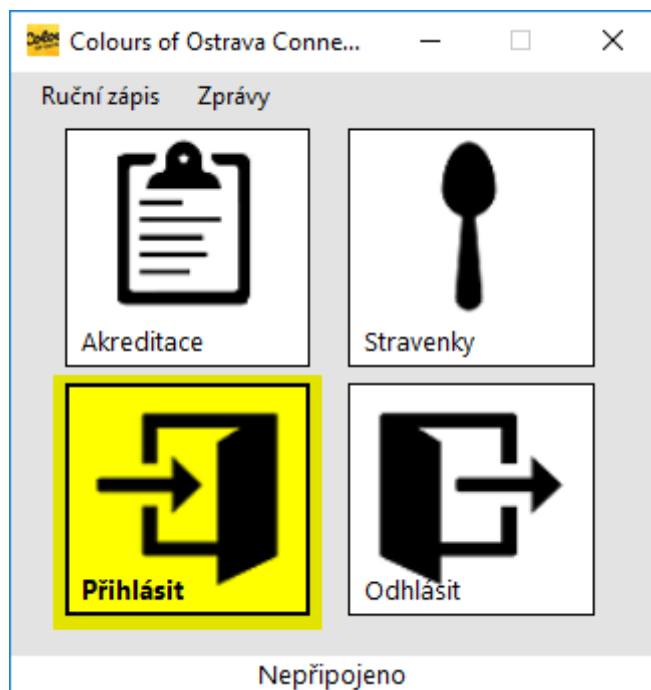 Colours of Ostrava Conne...
Ruční zápis Zprávy
Akreditace
Stravenky
Přihlásit
Odhlásit
Nepřipojeno